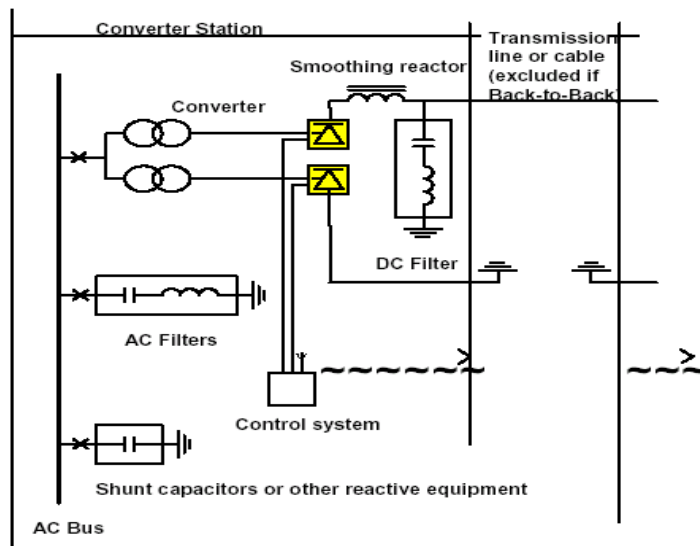 Converter Station
Transmission
line or cable
(excluded if
Back-to-Back)
Smoothing reactor
Converter
DC Filter
AC Filters
Control system
Shunt capacitors or other reactive equipment
AC Bus